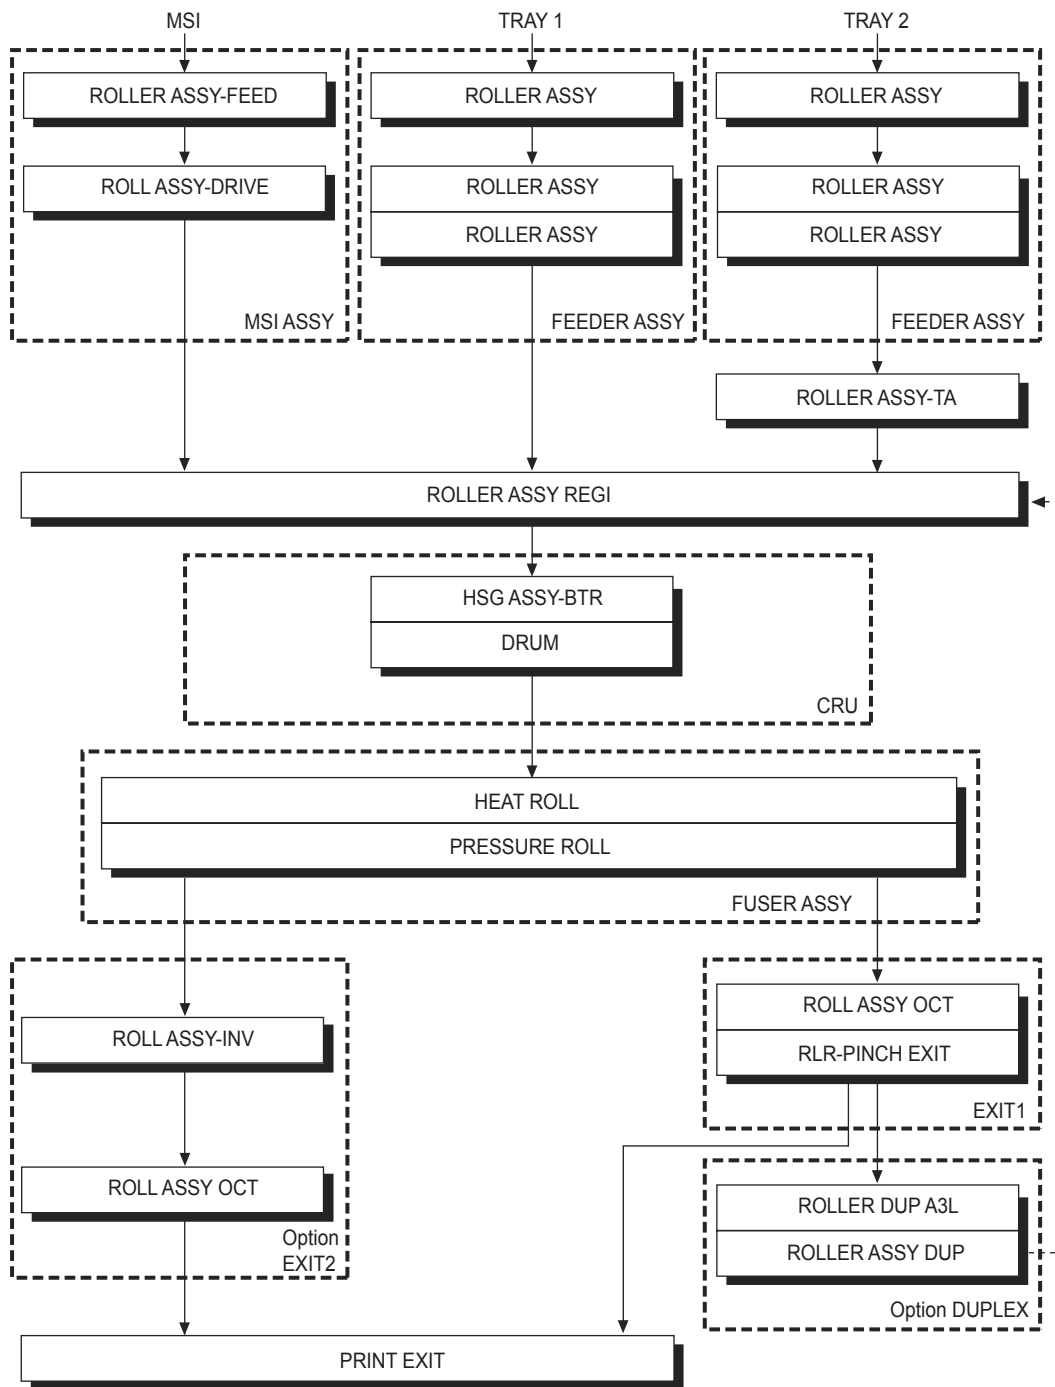 MSI
TRAY 1
TRAY 2
ROLLER ASSY-FEED
ROLLER ASSY
ROLLER ASSY
ROLL ASSY-DRIVE
ROLLER ASSY
ROLLER ASSY
ROLLER ASSY
ROLLER ASSY
MSI ASSY
FEEDER ASSY
FEEDER ASSY
ROLLER ASSY-TA
ROLLER ASSY REGI
HSG ASSY-BTR
DRUM
CRU
HEAT ROLL
PRESSURE ROLL
FUSER ASSY
ROLL ASSY OCT
ROLL ASSY-INV
RLR-PINCH EXIT
EXIT1
ROLL ASSY OCT
ROLLER DUP A3L
Option
EXIT2
ROLLER ASSY DUP
Option DUPLEX
PRINT EXIT